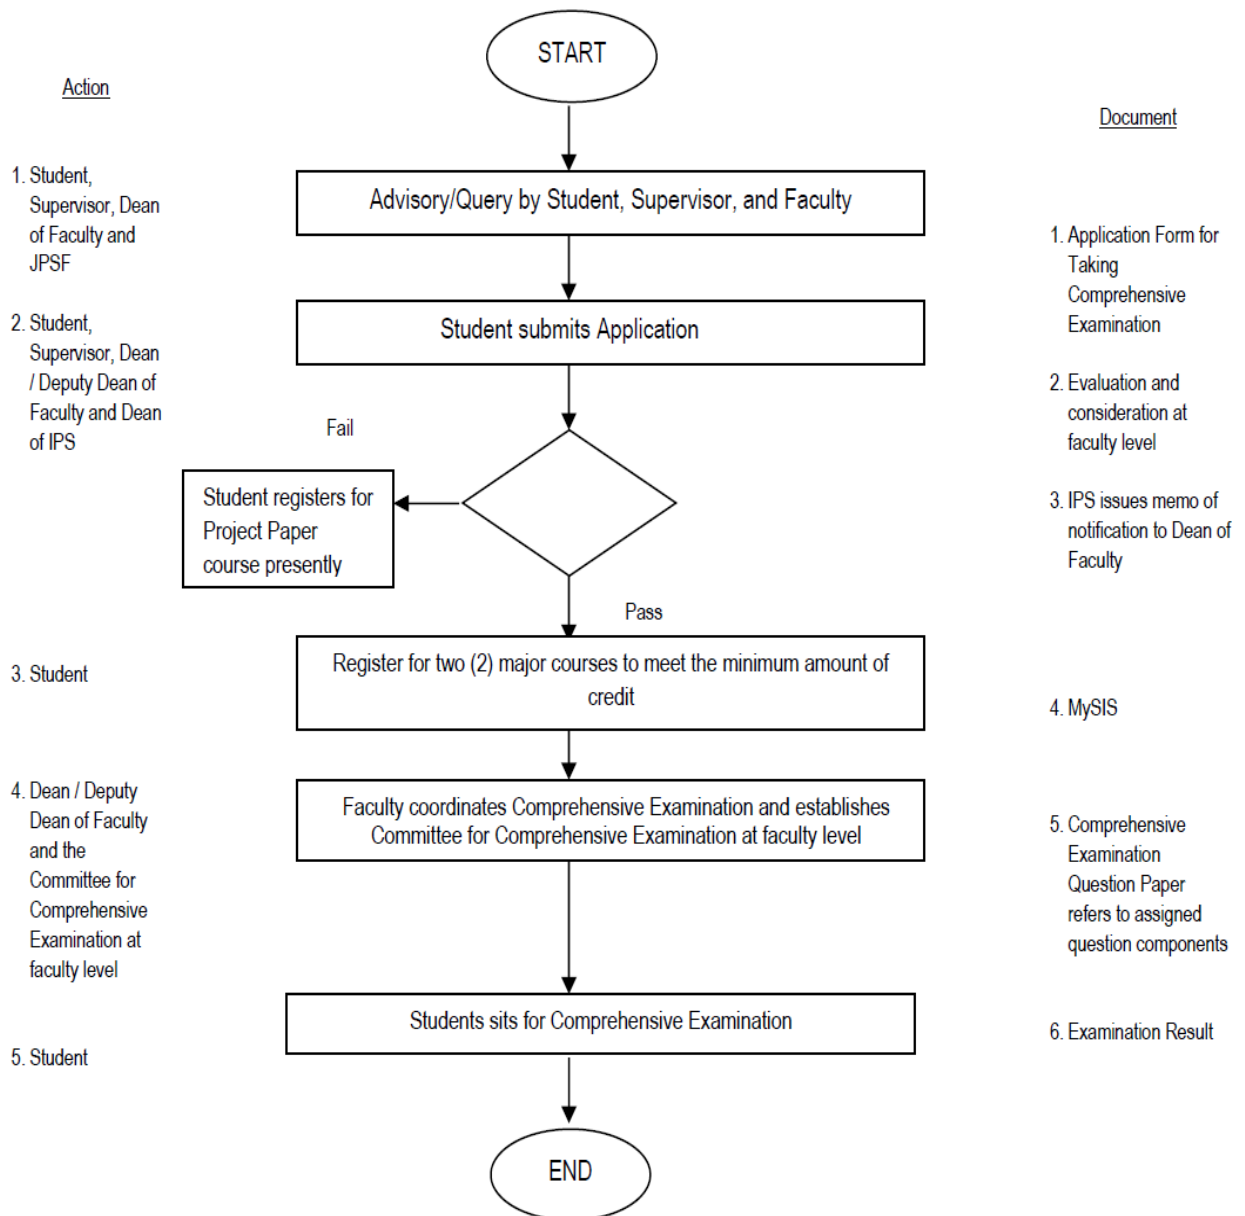 START
Action
Document
1. Student,
Supervisor, Dean
of Faculty and
JPSF
Advisory/Query by Student, Supervisor, and Faculty
1. Application Form for
Taking
Comprehensive
Examination
2. Student,
Supervisor, Dean
/ Deputy Dean of
Faculty and Dean
of IPS
Student submits Application
2. Evaluation and
consideration at
faculty level
Fail
Student registers for
Project Paper
course presently
3. IPS issues memo of
notification to Dean of
Faculty
Pass
3. Student
Register for two (2) major courses to meet the minimum amount of
credit
4. MySIS
4. Dean / Deputy
Dean of Faculty
and the
Committee for
Comprehensive
Examination at
faculty level
Faculty coordinates Comprehensive Examination and establishes
Committee for Comprehensive Examination at faculty level
5. Comprehensive
Examination
Question Paper
refers to assigned
question components
Students sits for Comprehensive Examination
6. Examination Result
5. Student
END